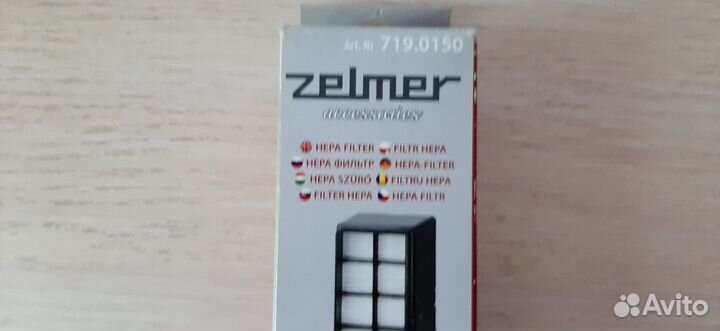 Art. Nr 719.0150
zelmer
accessories
HEPA FILTER FILTR HEPA
HEPA ФИЛЬТР HEPA-FILTER
HEPA SZŰRŐ FILTRU HEPA
FILTER HEPA HEPA FILTR
Avito